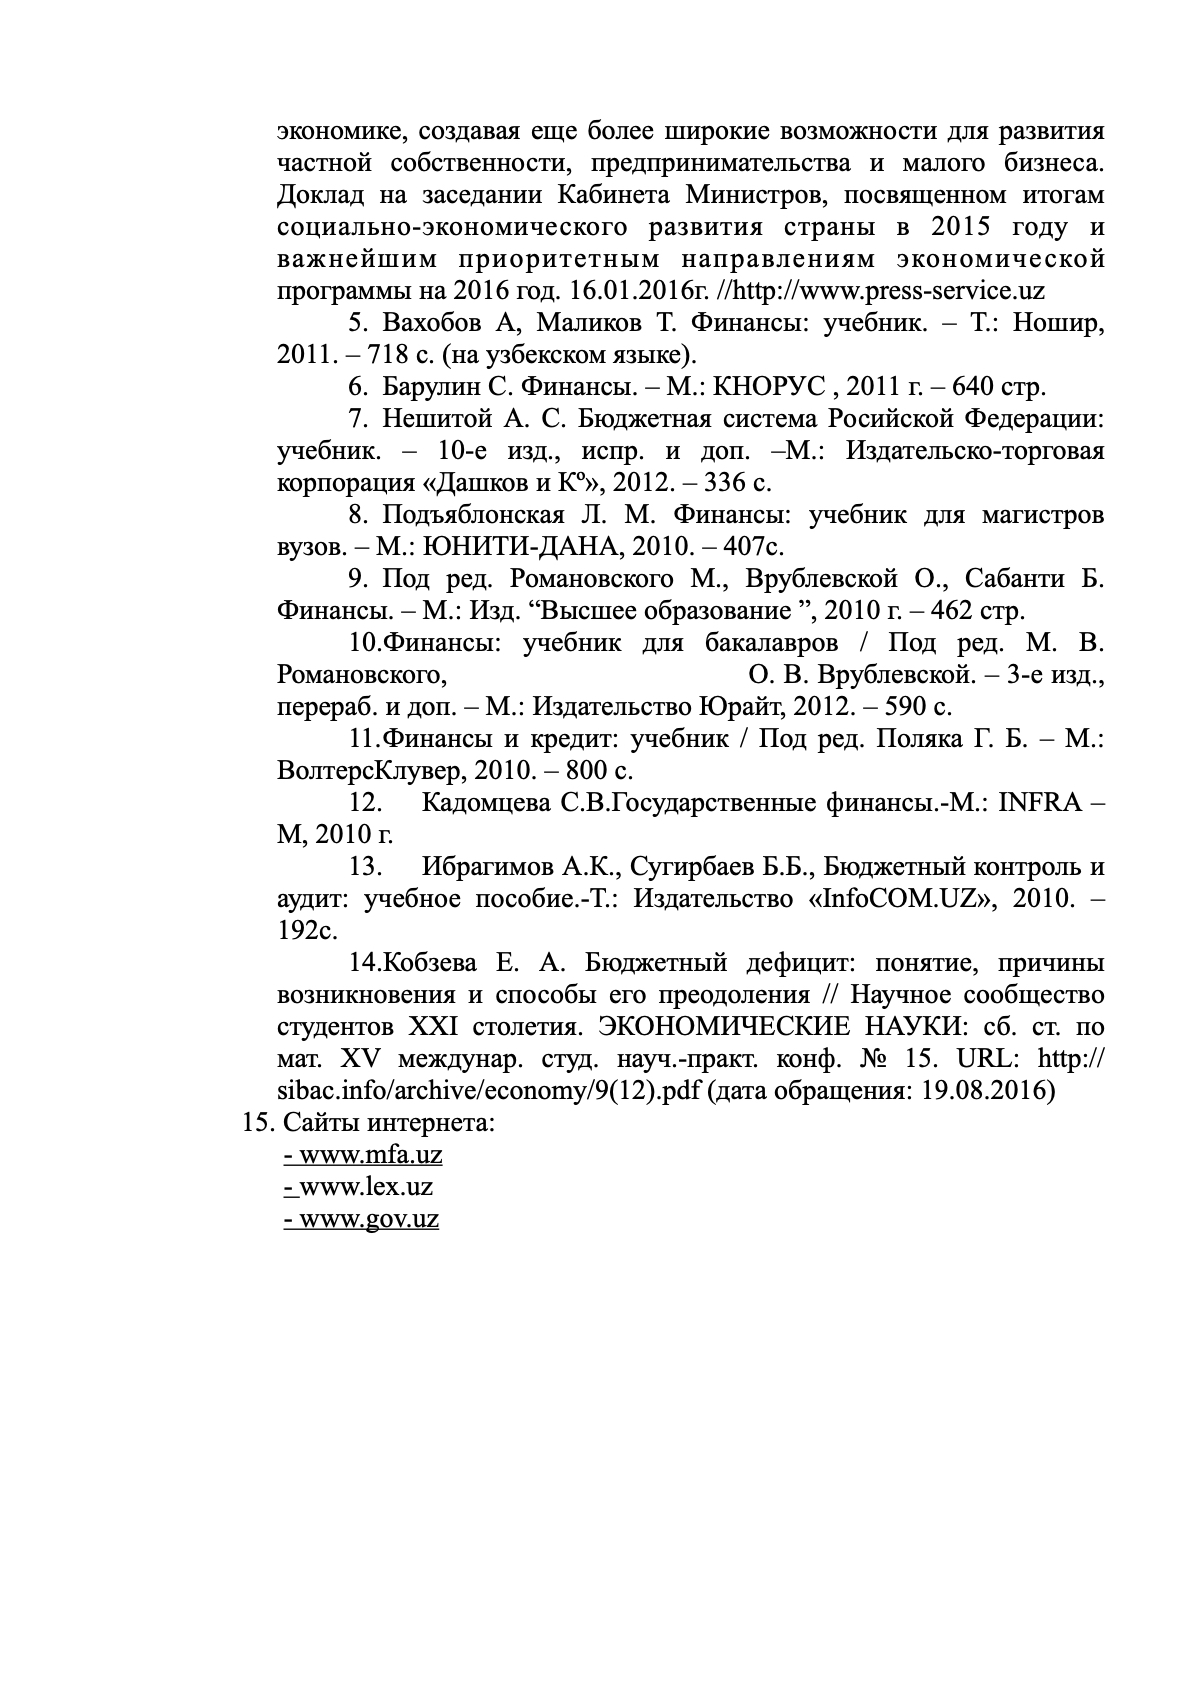 экономике, создавая еще более широкие возможности для развития
частной собственности, предпринимательства и малого бизнеса.
Доклад на заседании Кабинета Министров, посвященном итогам
социально-экономического развития страны в 2015 году и
важнейшим приоритетным направлениям экономической
программы на 2016 год. 16.01.2016г. //http://www.press-service.uz
5. Вахобов А, Маликов Т. Финансы: учебник. – Т.: Ношир,
2011. – 718 с. (на узбекском языке).
6. Барулин С. Финансы. – М.: КНОРУС , 2011 г. – 640 стр.
7. Нешитой А. С. Бюджетная система Росийской Федерации:
учебник. – 10-е изд., испр. и доп. –М.: Издательско-торговая
корпорация «Дашков и Кº», 2012. – 336 с.
8. Подъяблонская Л. М. Финансы: учебник для магистров
вузов. – М.: ЮНИТИ-ДАНА, 2010. – 407с.
9. Под ред. Романовского М., Врублевской О., Сабанти Б.
Финансы. – М.: Изд. “Высшее образование ”, 2010 г. – 462 стр.
10.Финансы: учебник для бакалавров / Под ред. М. В.
Романовского, О. В. Врублевской. – 3-е изд.,
перераб. и доп. – М.: Издательство Юрайт, 2012. – 590 с.
11.Финансы и кредит: учебник / Под ред. Поляка Г. Б. – М.:
ВолтерсКлувер, 2010. – 800 с.
12. Кадомцева С.В.Государственные финансы.-М.: INFRA –
М, 2010 г.
13. Ибрагимов А.К., Сугирбаев Б.Б., Бюджетный контроль и
аудит: учебное пособие.-Т.: Издательство «InfoCOM.UZ», 2010. –
192с.
14.Кобзева Е. А. Бюджетный дефицит: понятие, причины
возникновения и способы его преодоления // Научное сообщество
студентов XXI столетия. ЭКОНОМИЧЕСКИЕ НАУКИ: сб. ст. по
мат. XV междунар. студ. науч.-практ. конф. № 15. URL: http://
sibac.info/archive/economy/9(12).pdf (дата обращения: 19.08.2016)
15. Сайты интернета:
- www.mfa.uz
- www.lex.uz
- www.gov.uz